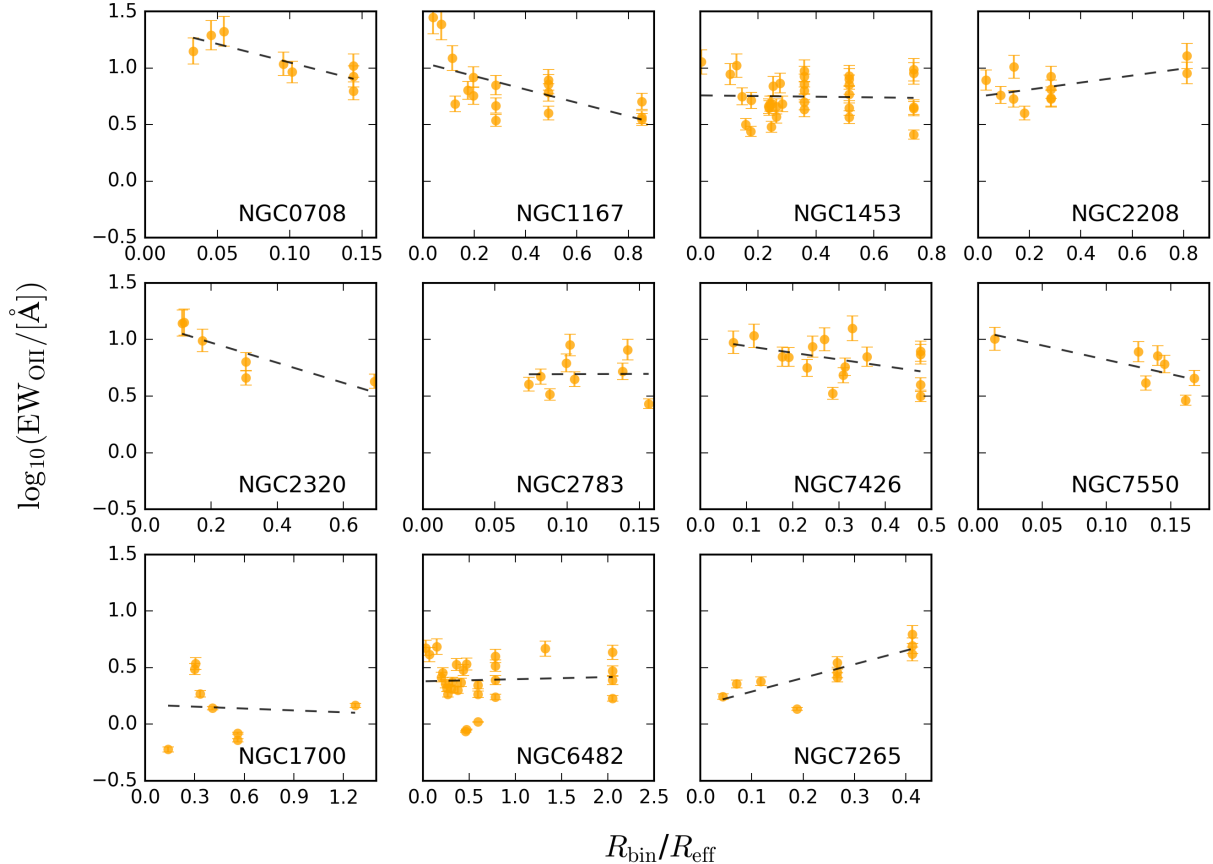 log₁₀(EW_OII/[Å])
1.5
1.0
0.5
0.0
−0.5
0.00 0.05 0.10 0.15
NGC0708
0.0 0.2 0.4 0.6 0.8
NGC1167
0.0 0.2 0.4 0.6 0.8
NGC1453
0.0 0.2 0.4 0.6 0.8
NGC2208
1.5
1.0
0.5
0.0
−0.5
0.0 0.2 0.4 0.6
NGC2320
0.00 0.05 0.10 0.15
NGC2783
0.0 0.1 0.2 0.3 0.4 0.5
NGC7426
0.00 0.05 0.10 0.15
NGC7550
1.5
1.0
0.5
0.0
−0.5
0.0 0.3 0.6 0.9 1.2
NGC1700
0.0 0.5 1.0 1.5 2.0 2.5
NGC6482
0.0 0.1 0.2 0.3 0.4
NGC7265
R_bin/R_eff